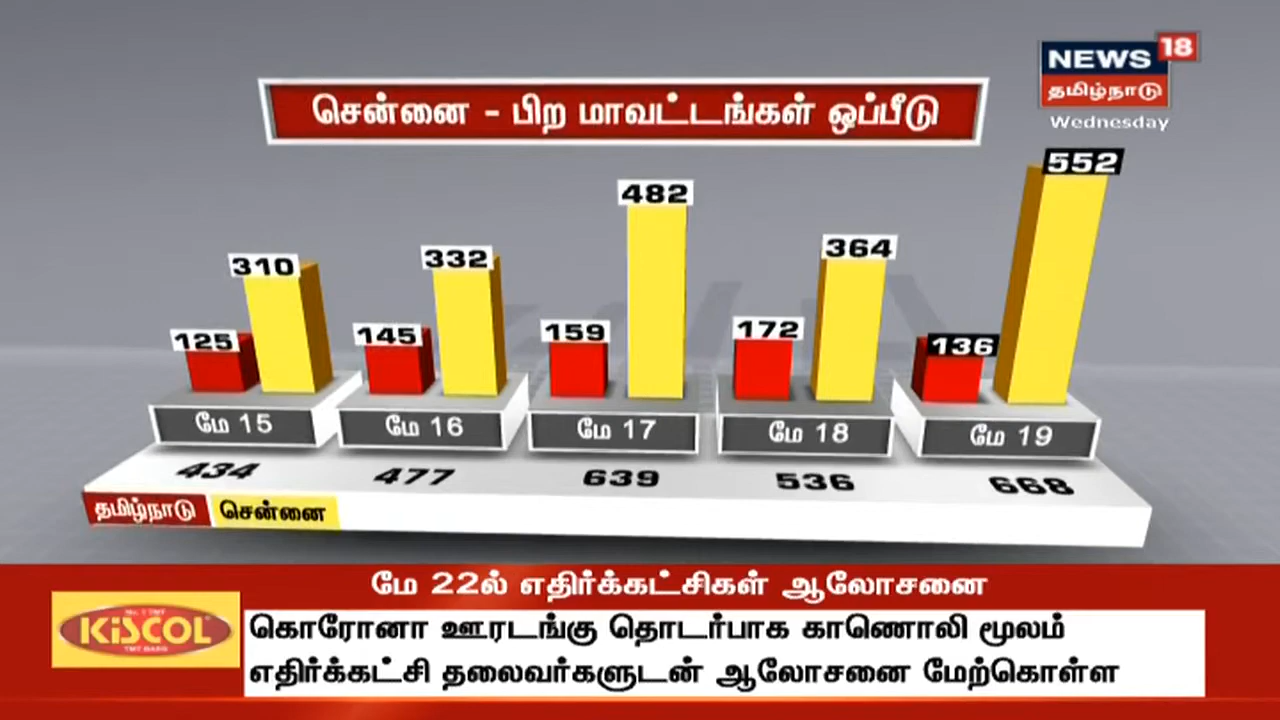 NEWS 18
தமிழ்நாடு
Wednesday
சென்னை - பிற மாவட்டங்கள் ஒப்பீடு
125 310 145 332 159 482 172 364 136 552
மே 15 மே 16 மே 17 மே 18 மே 19
434 477 639 536 668
தமிழ்நாடு சென்னை
மே 22ல் எதிர்க்கட்சிகள் ஆலோசனை
KiSCOL
TMT BARS
கொரோனா ஊரடங்கு தொடர்பாக காணொலி மூலம்
எதிர்க்கட்சி தலைவர்களுடன் ஆலோசனை மேற்கொள்ள